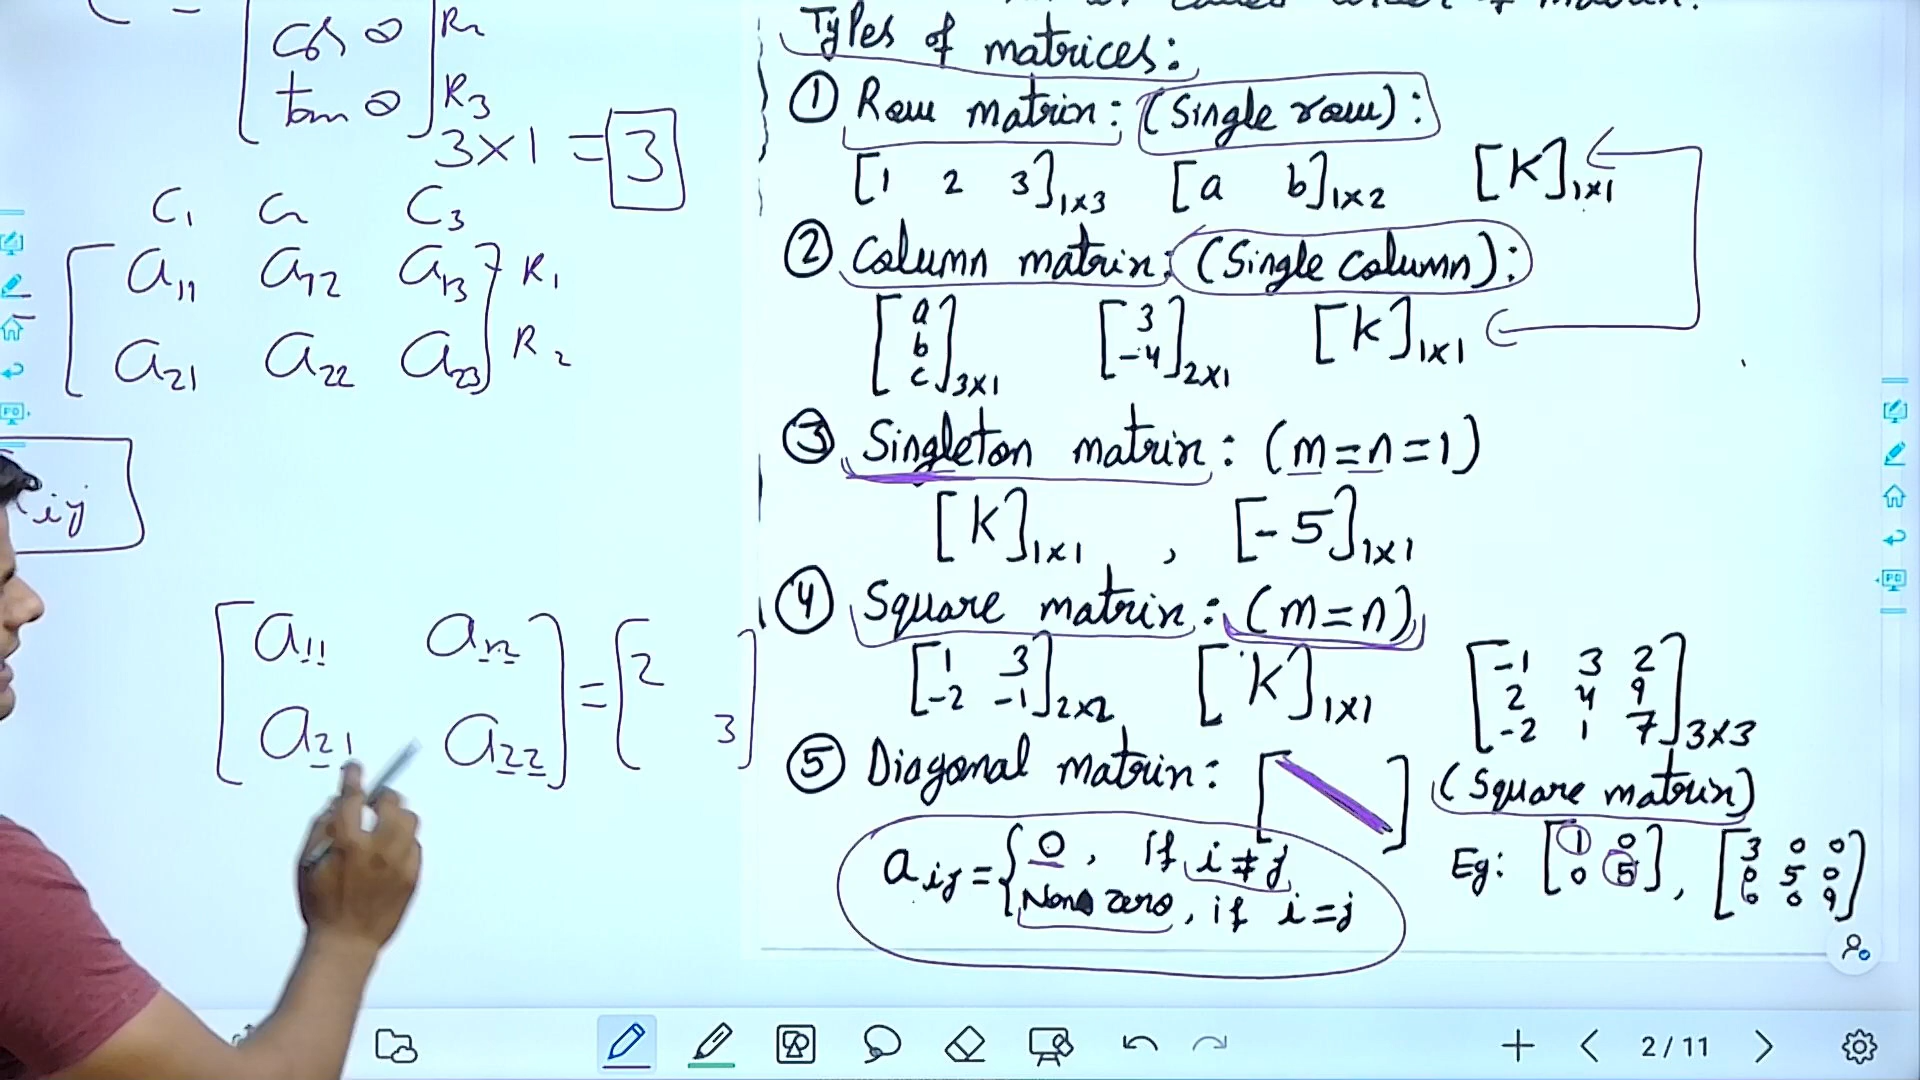 cos θ R2
tan θ R3
3×1 = 3
C1 C2 C3
a11 a12 a13 R1
a21 a22 a23 R2
ij
a11 a12 = 2
a21 a22 3
Types of matrices:
① Row matrix: (Single row):
[1 2 3]1×3 [a b]1×2 [K]1×1
② Column matrix: (Single column):
[a b c]3×1 [3 -4]2×1 [K]1×1
③ Singleton matrix: (m=n=1)
[K]1×1 , [-5]1×1
④ Square matrix: (m=n)
[1 3
-2 -1]2×2 [K]1×1 [-1 3 2
2 4 9
-2 1 7]3×3
⑤ Diagonal matrix: [ ] (Square matrix)
aij = { 0, if i≠j
Non zero, if i=j
Eg: [1 0
0 5], [3 0 0
0 5 0
0 0 9]
2/11
PD
PD